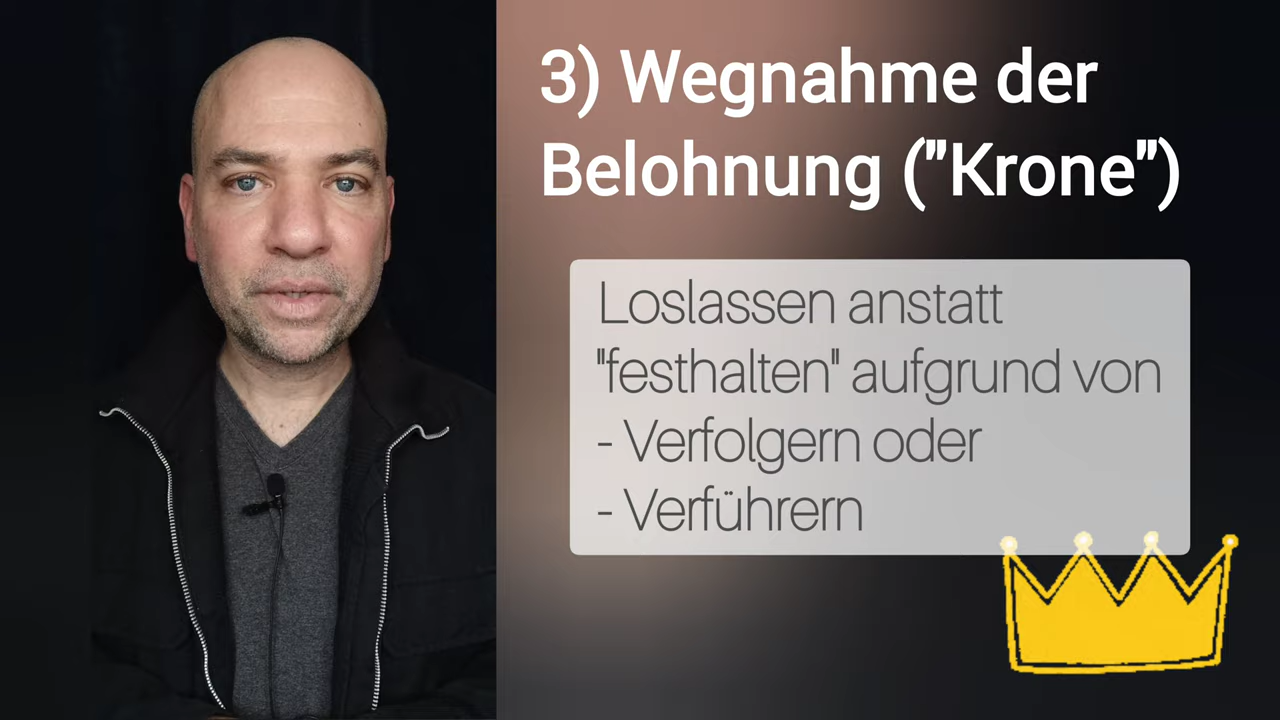 3) Wegnahme der
Belohnung ("Krone")
Loslassen anstatt
"festhalten" aufgrund von
- Verfolgern oder
- Verführern